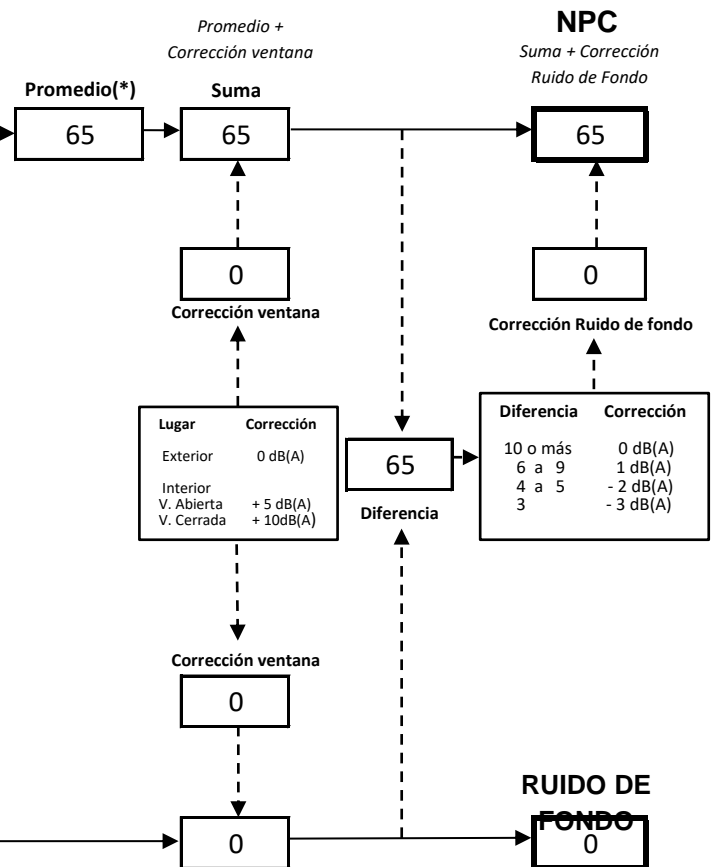 Promedio +
Corrección ventana
NPC
Suma + Corrección
Ruido de Fondo
Promedio(*)
Suma
65
65
65
0
0
Corrección ventana
Corrección Ruido de fondo
Lugar Corrección
Exterior 0 dB(A)
Interior
V. Abierta + 5 dB(A)
V. Cerrada + 10dB(A)
65
Diferencia
Diferencia Corrección
10 o más 0 dB(A)
6 a 9 1 dB(A)
4 a 5 - 2 dB(A)
3 - 3 dB(A)
Corrección ventana
0
RUIDO DE
FONDO
0
0